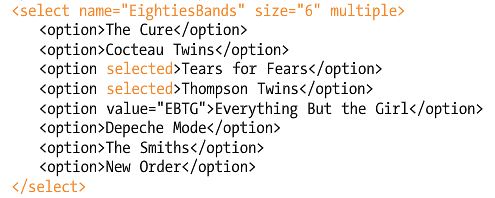 <select name="EightiesBands" size="6" multiple>
<option>The Cure</option>
<option>Cocteau Twins</option>
<option selected>Tears for Fears</option>
<option selected>Thompson Twins</option>
<option value="EBTG">Everything But the Girl</option>
<option>Depeche Mode</option>
<option>The Smiths</option>
<option>New Order</option>
</select>